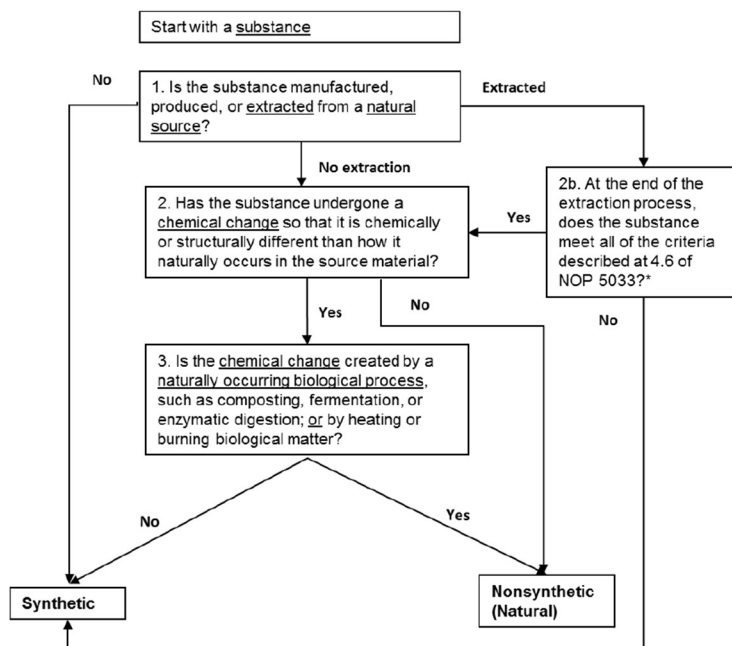 Start with a substance
No
1. Is the substance manufactured,
produced, or extracted from a natural
source?
Extracted
No extraction
2. Has the substance undergone a
chemical change so that it is chemically
or structurally different than how it
naturally occurs in the source material?
Yes
2b. At the end of the
extraction process,
does the substance
meet all of the criteria
described at 4.6 of
NOP 5033?*
Yes
No
No
3. Is the chemical change created by a
naturally occurring biological process,
such as composting, fermentation, or
enzymatic digestion; or by heating or
burning biological matter?
No
Yes
Synthetic
Nonsynthetic
(Natural)